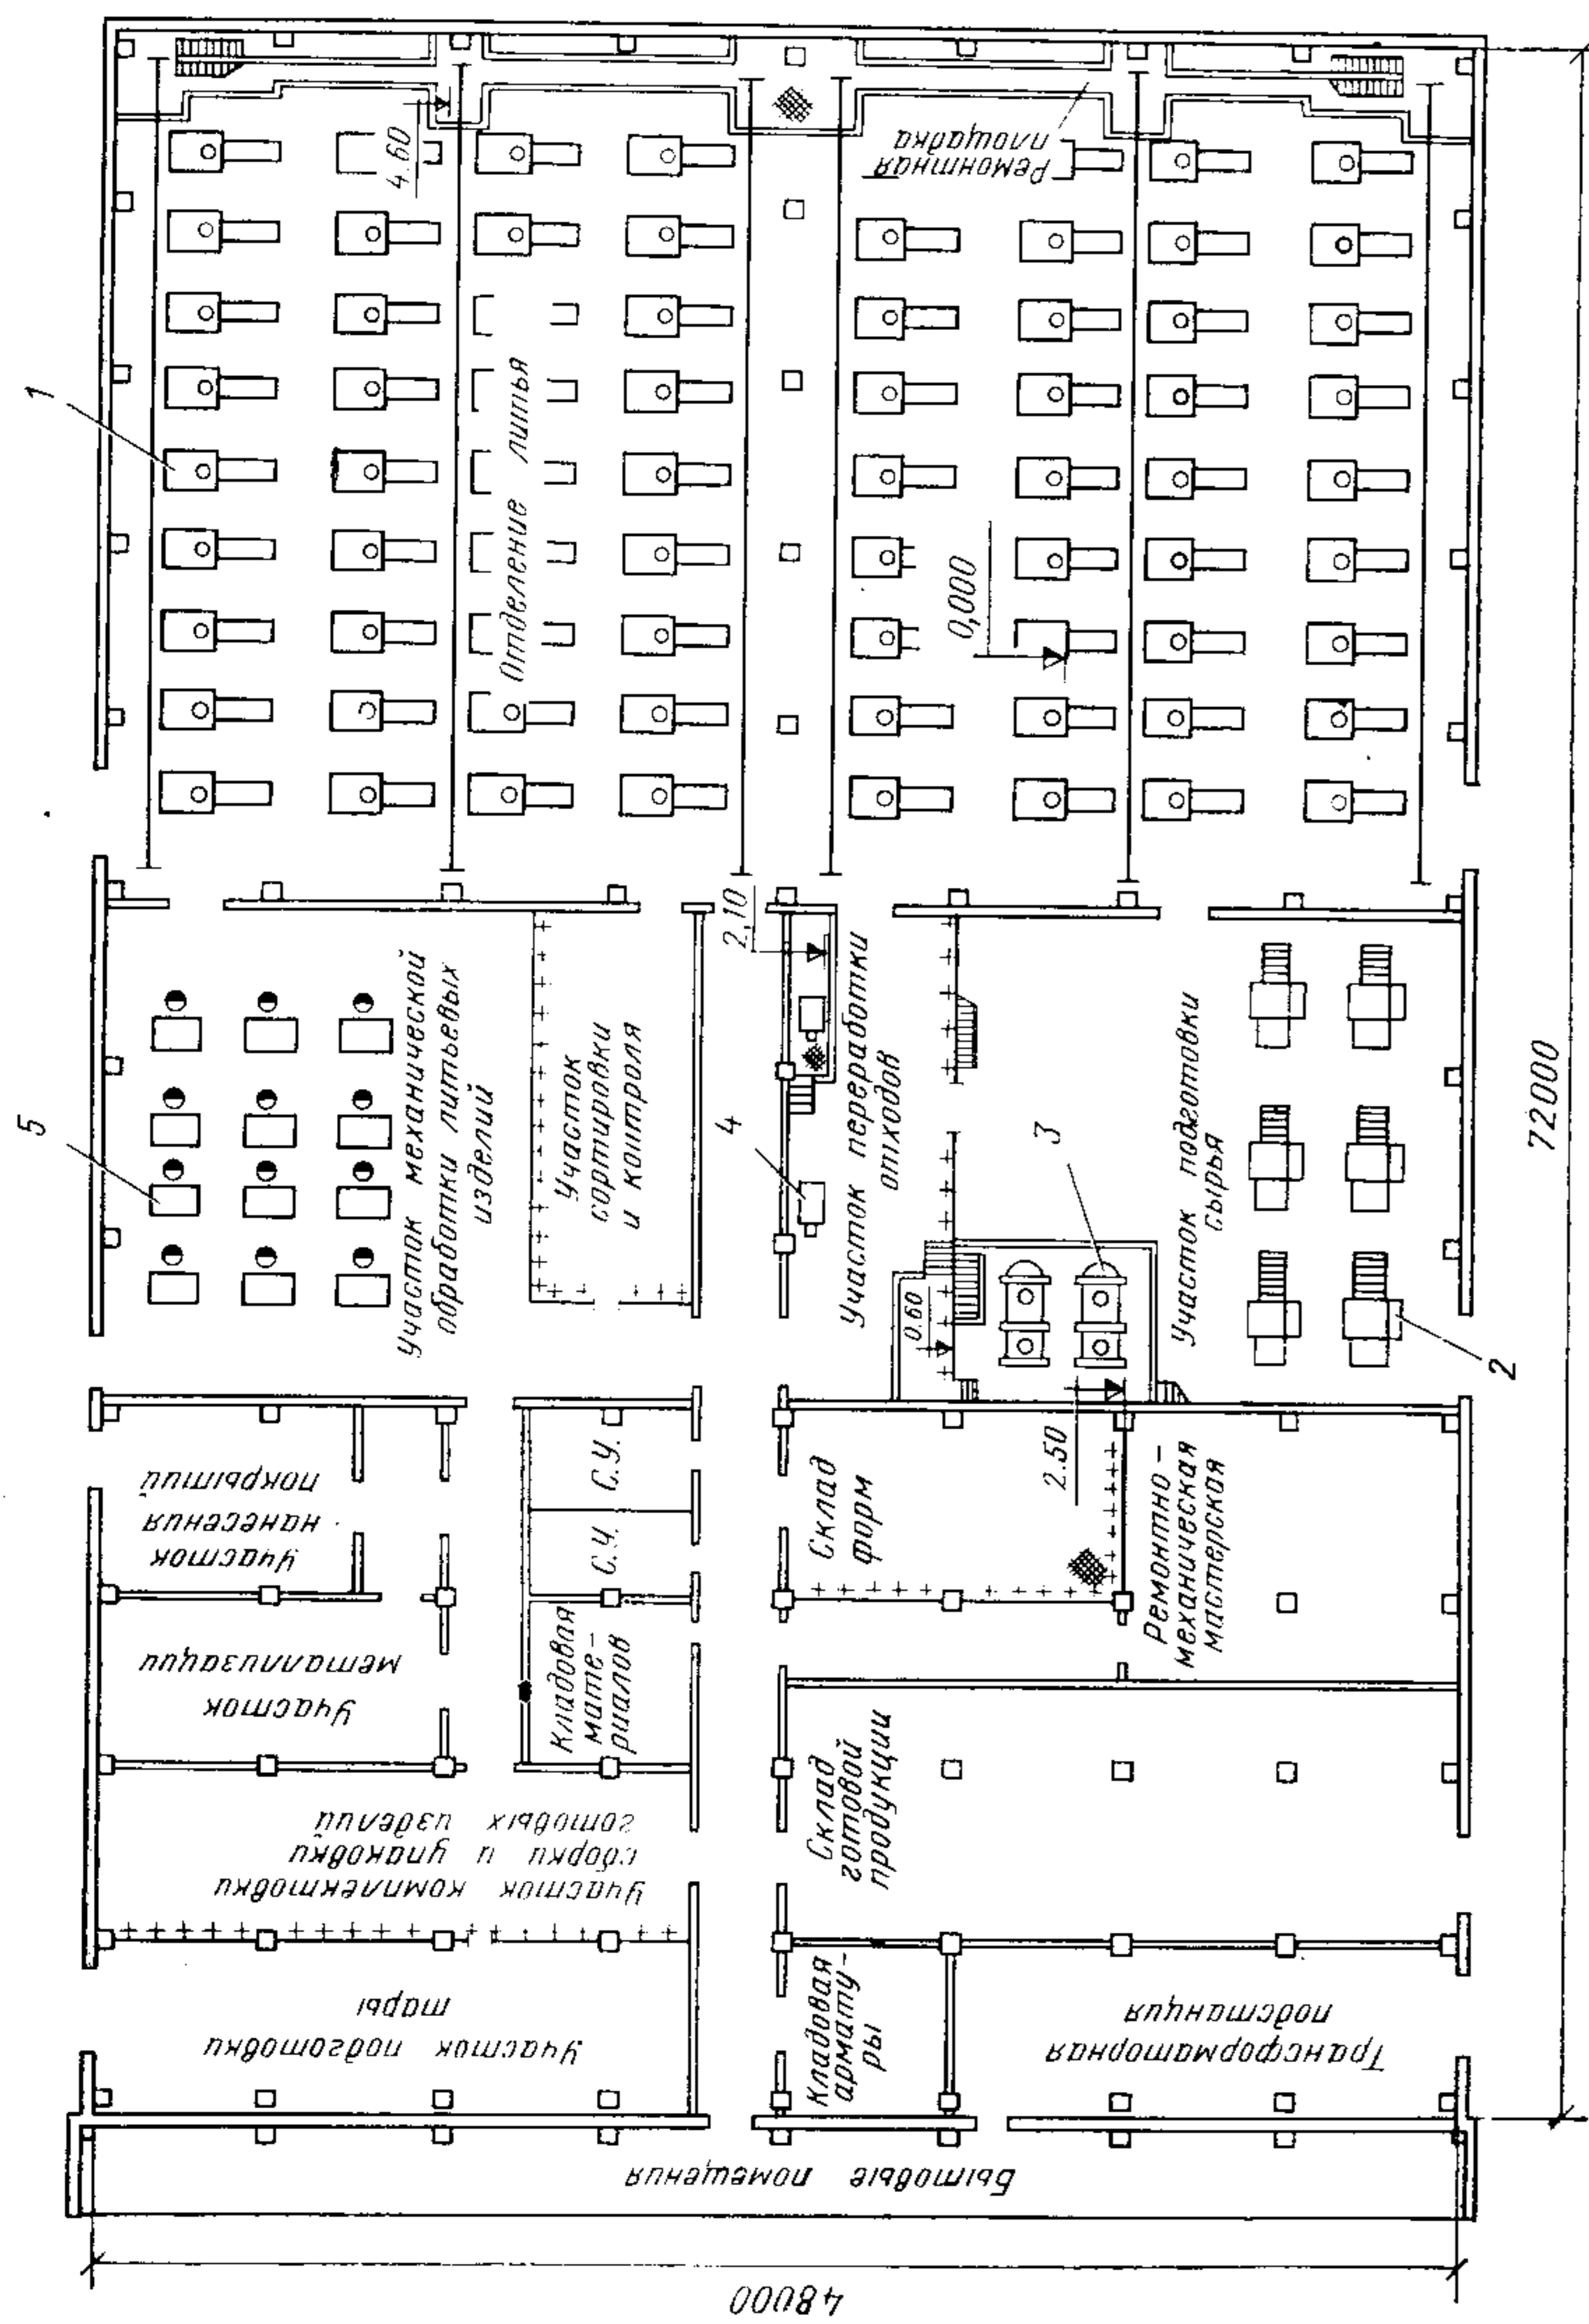 1
4.60
Ремонтная
площадка
Отделение литья
0,000
5
Участок механической
обработки литьевых
изделий
Участок
сортировки
и контроля
2,10
4
Участок переработки
отходов
3
0.60
Участок подготовки
сырья
2
72000
2.50
Участок
нанесения
покрытий
С.У.
С.У.
Склад
форм
Ремонтно-
механическая
мастерская
Участок
металлизации
Кладовая
мате-
риалов
Участок комплектовки
сборки и упаковки
готовых изделий
Склад
готовой
продукции
Участок подготовки
тары
Кладовая
армату-
ры
Трансформаторная
подстанция
Бытовые помещения
48000